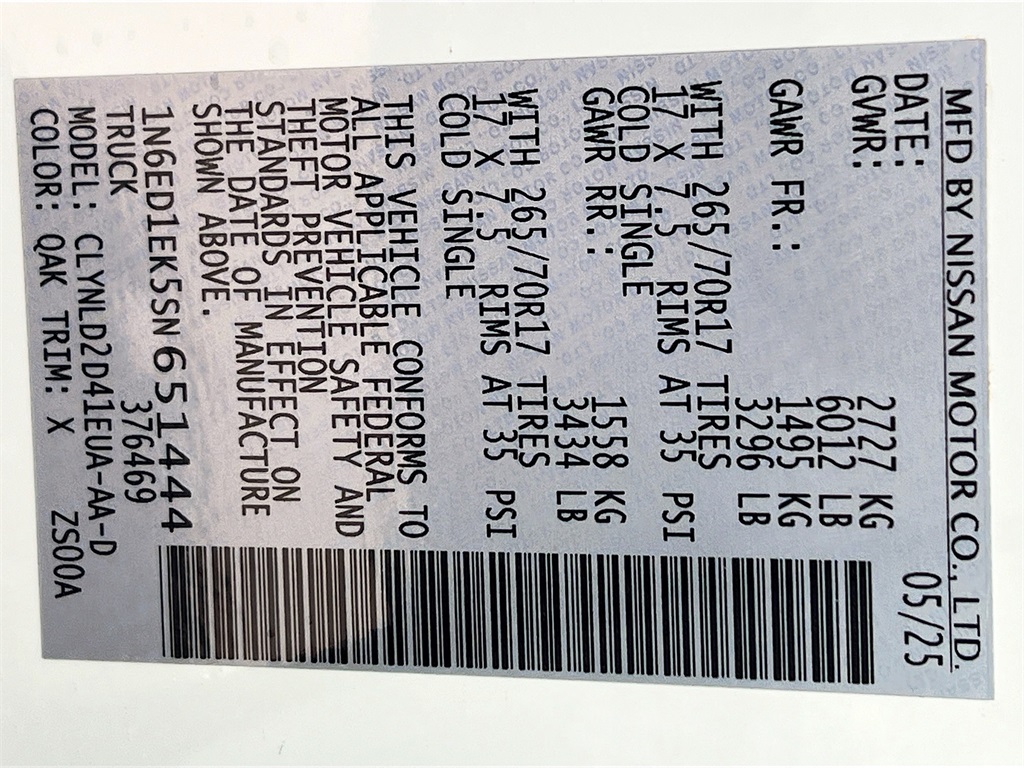 MFD BY NISSAN MOTOR CO., LTD.
DATE: 05/25
GVWR: 2727 KG
6012 LB
GAWR FR.: 1495 KG
3296 LB
WITH 265/70R17 TIRES
17 X 7.5 RIMS AT 35 PSI
COLD SINGLE
GAWR RR.: 1558 KG
3434 LB
WITH 265/70R17 TIRES
17 X 7.5 RIMS AT 35 PSI
COLD SINGLE
THIS VEHICLE CONFORMS TO
ALL APPLICABLE FEDERAL
MOTOR VEHICLE SAFETY AND
THEFT PREVENTION
STANDARDS IN EFFECT ON
THE DATE OF MANUFACTURE
SHOWN ABOVE.
1N6ED1EK5SN651444
TRUCK 376469
MODEL: CLYNLD2D41EUA-AA-D
COLOR: QAK TRIM: X ZS00A